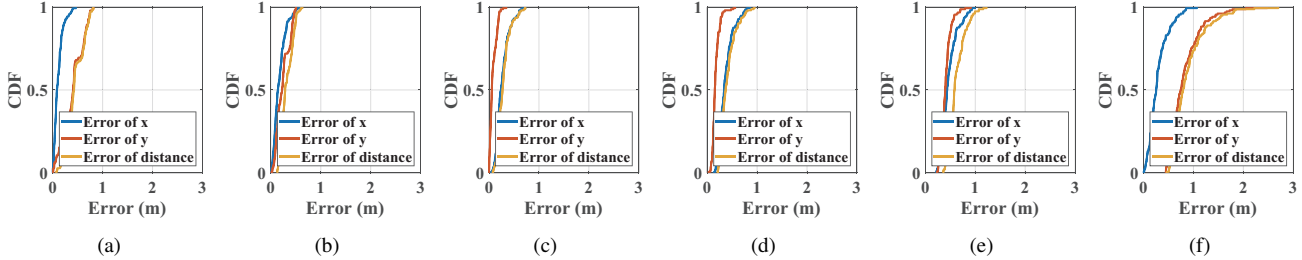 1
CDF
0.5
0
Error of x
Error of y
Error of distance
0 1 2 3
Error (m)
(a)
1
CDF
0.5
0
Error of x
Error of y
Error of distance
0 1 2 3
Error (m)
(b)
1
CDF
0.5
0
Error of x
Error of y
Error of distance
0 1 2 3
Error (m)
(c)
1
CDF
0.5
0
Error of x
Error of y
Error of distance
0 1 2 3
Error (m)
(d)
1
CDF
0.5
0
Error of x
Error of y
Error of distance
0 1 2 3
Error (m)
(e)
1
CDF
0.5
0
Error of x
Error of y
Error of distance
0 1 2 3
Error (m)
(f)